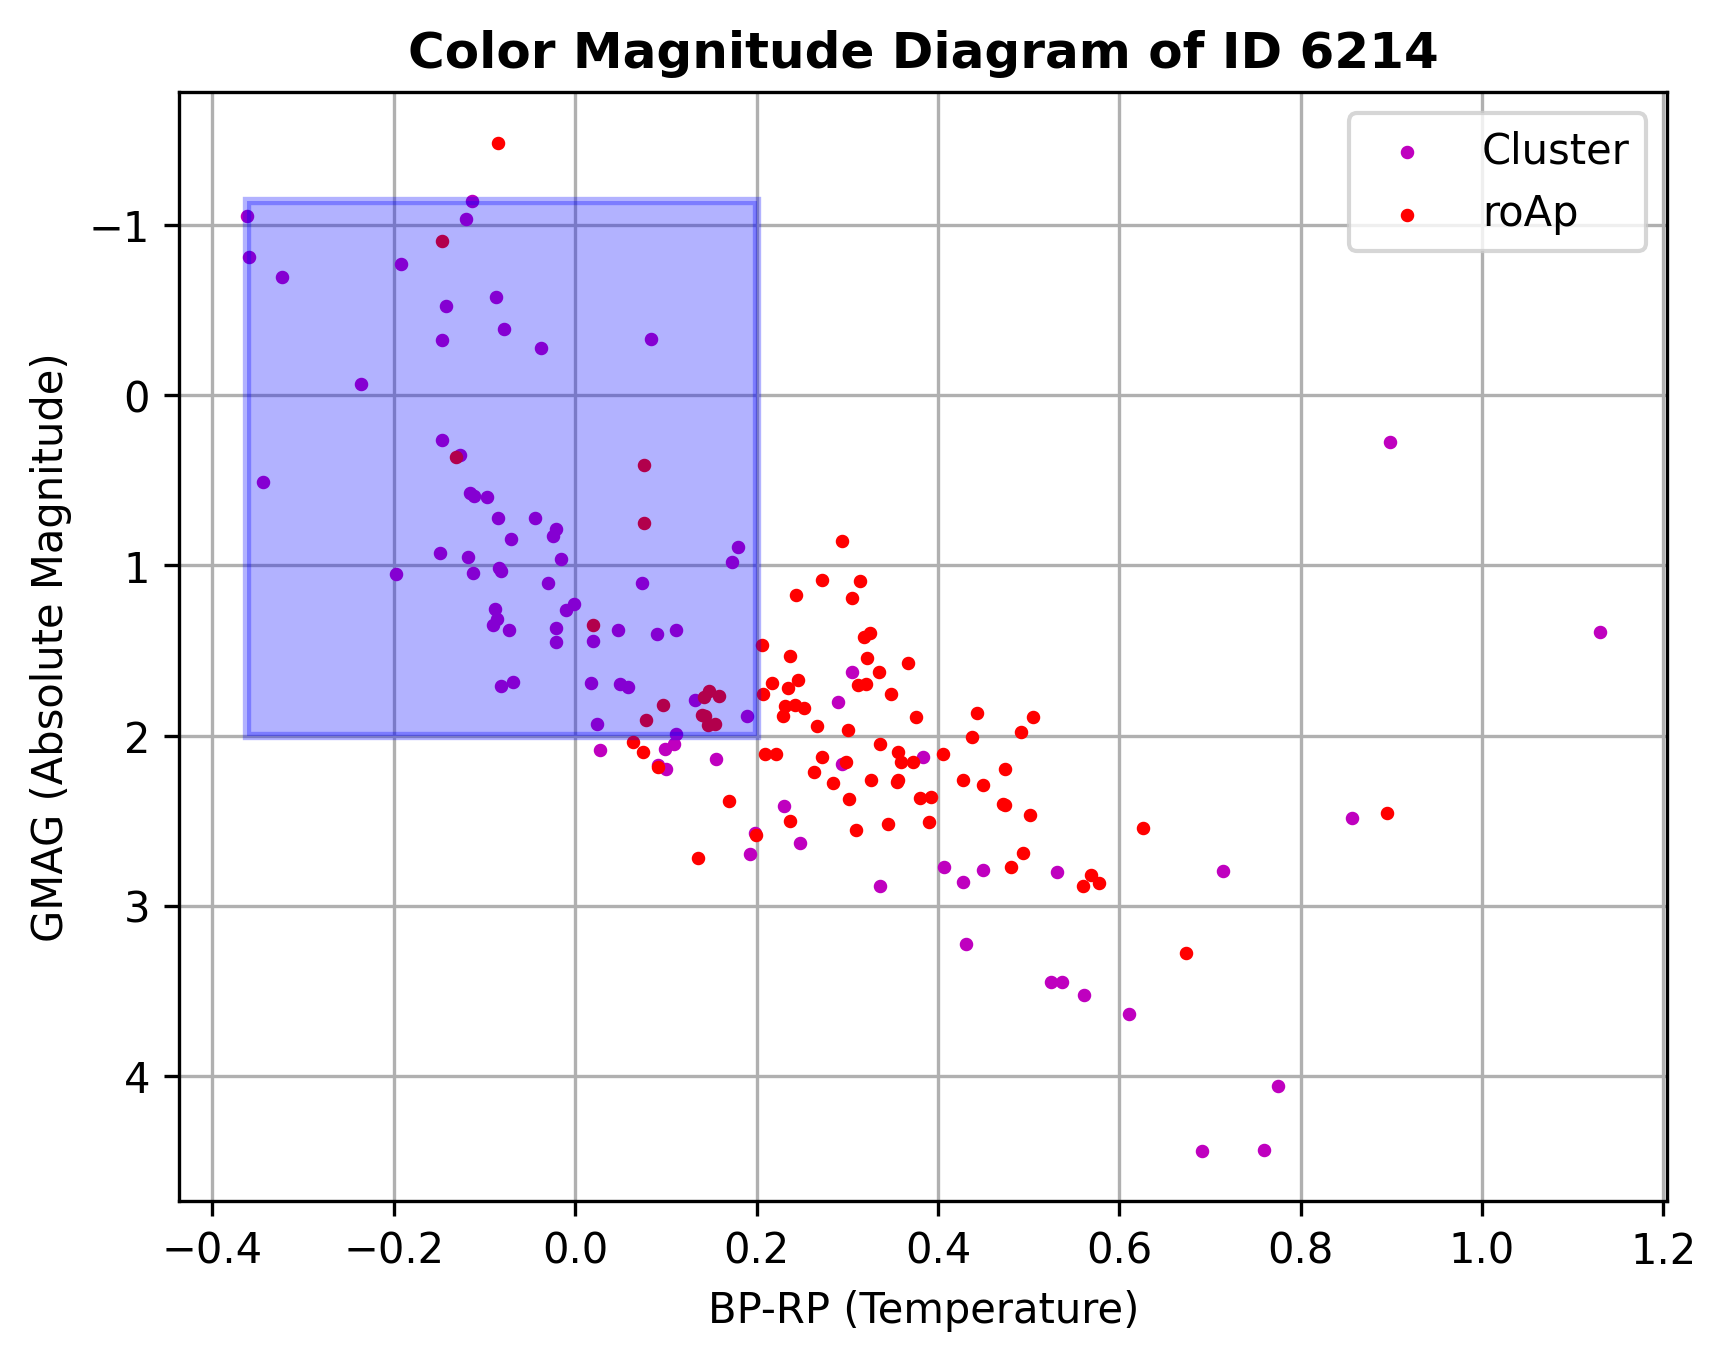 Color Magnitude Diagram of ID 6214
Cluster
roAp
−1
0
1
2
3
4
GMAG (Absolute Magnitude)
−0.4 −0.2 0.0 0.2 0.4 0.6 0.8 1.0 1.2
BP-RP (Temperature)